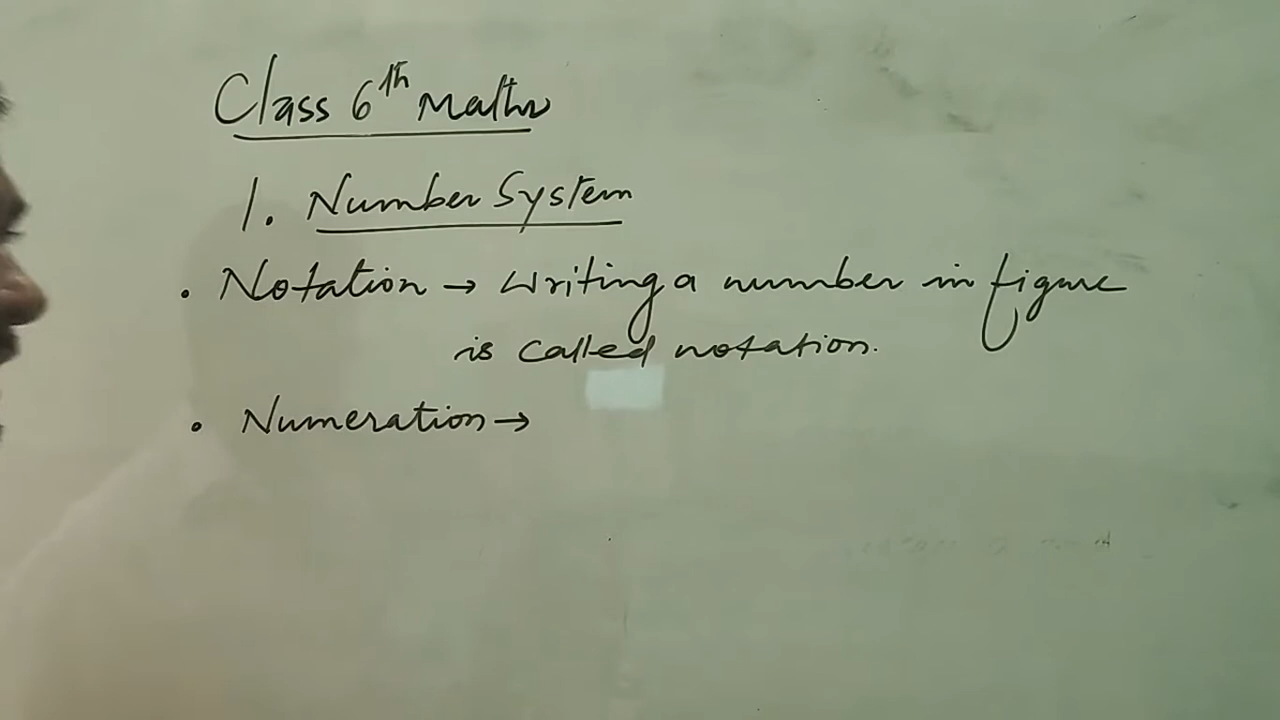 Class 6th Maths
1. Number System
• Notation → Writing a number in figure
is called notation.
• Numeration →